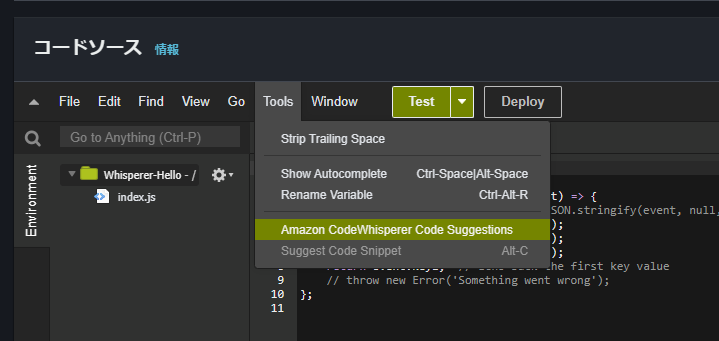 コードソース 情報
File Edit Find View Go Tools Window Test Deploy
Go to Anything (Ctrl-P)
Environment
Whisperer-Hello - /
index.js
Strip Trailing Space
Show Autocomplete Ctrl-Space|Alt-Space
Rename Variable Ctrl-Alt-R
Amazon CodeWhisperer Code Suggestions
Suggest Code Snippet Alt-C
t) => {
SON.stringify(event, null,
);
);
);
the first key value
9 // throw new Error('Something went wrong');
10 };
11